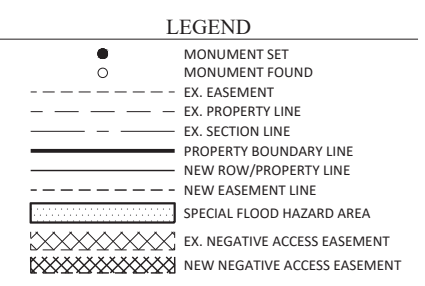 LEGEND
MONUMENT SET
MONUMENT FOUND
EX. EASEMENT
EX. PROPERTY LINE
EX. SECTION LINE
PROPERTY BOUNDARY LINE
NEW ROW/PROPERTY LINE
NEW EASEMENT LINE
SPECIAL FLOOD HAZARD AREA
EX. NEGATIVE ACCESS EASEMENT
NEW NEGATIVE ACCESS EASEMENT